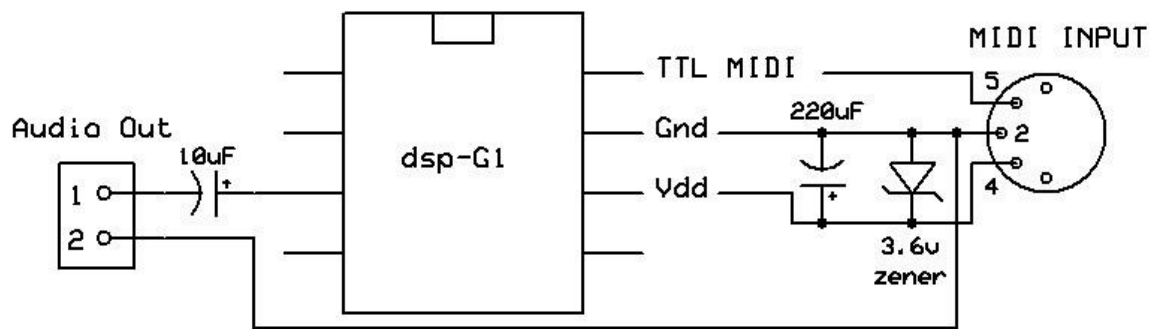 MIDI INPUT
TTL MIDI
5
220uF
Audio Out
Gnd
2
10uF
dsp-G1
+
1
Vdd
+
4
2
3.6v
zener